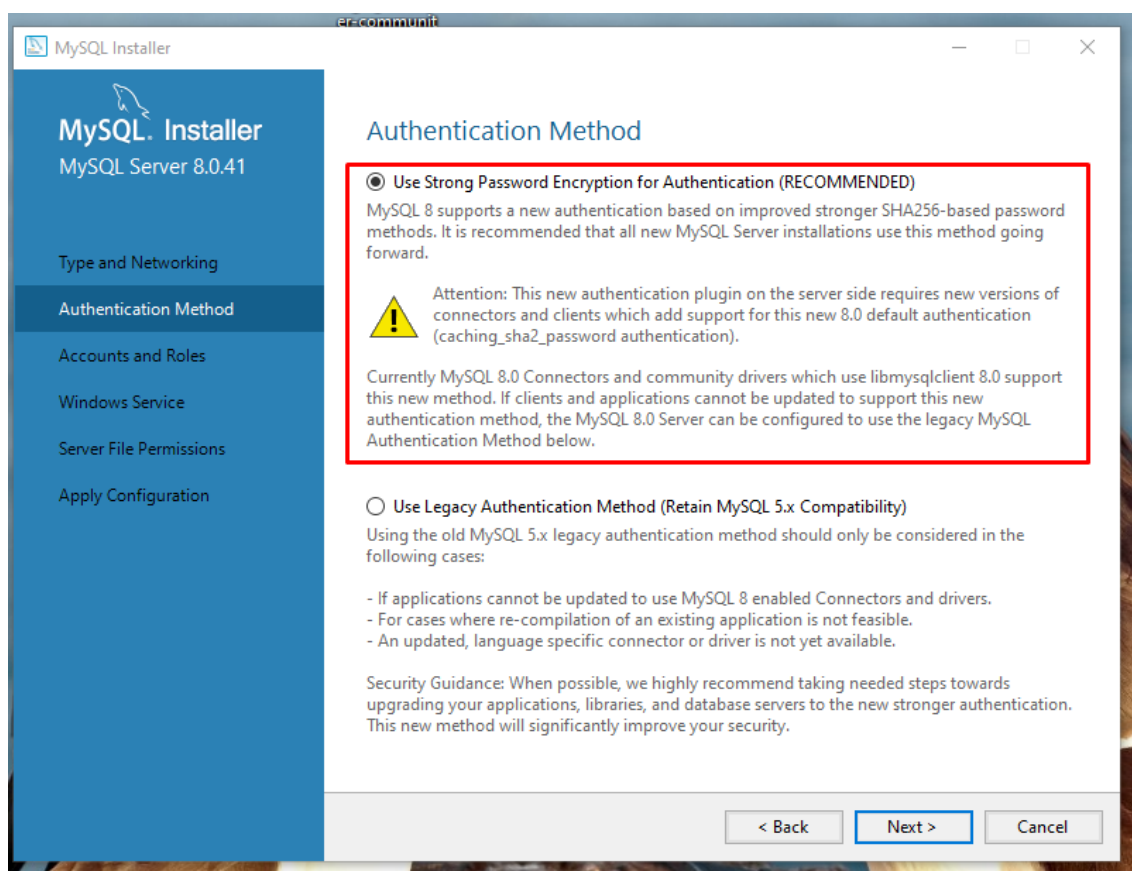 er-communit
MySQL Installer
MySQL. Installer
MySQL Server 8.0.41
Type and Networking
Authentication Method
Accounts and Roles
Windows Service
Server File Permissions
Apply Configuration
Authentication Method
Use Strong Password Encryption for Authentication (RECOMMENDED)
MySQL 8 supports a new authentication based on improved stronger SHA256-based password
methods. It is recommended that all new MySQL Server installations use this method going
forward.
Attention: This new authentication plugin on the server side requires new versions of
connectors and clients which add support for this new 8.0 default authentication
(caching_sha2_password authentication).
Currently MySQL 8.0 Connectors and community drivers which use libmysqlclient 8.0 support
this new method. If clients and applications cannot be updated to support this new
authentication method, the MySQL 8.0 Server can be configured to use the legacy MySQL
Authentication Method below.
Use Legacy Authentication Method (Retain MySQL 5.x Compatibility)
Using the old MySQL 5.x legacy authentication method should only be considered in the
following cases:
- If applications cannot be updated to use MySQL 8 enabled Connectors and drivers.
- For cases where re-compilation of an existing application is not feasible.
- An updated, language specific connector or driver is not yet available.
Security Guidance: When possible, we highly recommend taking needed steps towards
upgrading your applications, libraries, and database servers to the new stronger authentication.
This new method will significantly improve your security.
< Back
Next >
Cancel